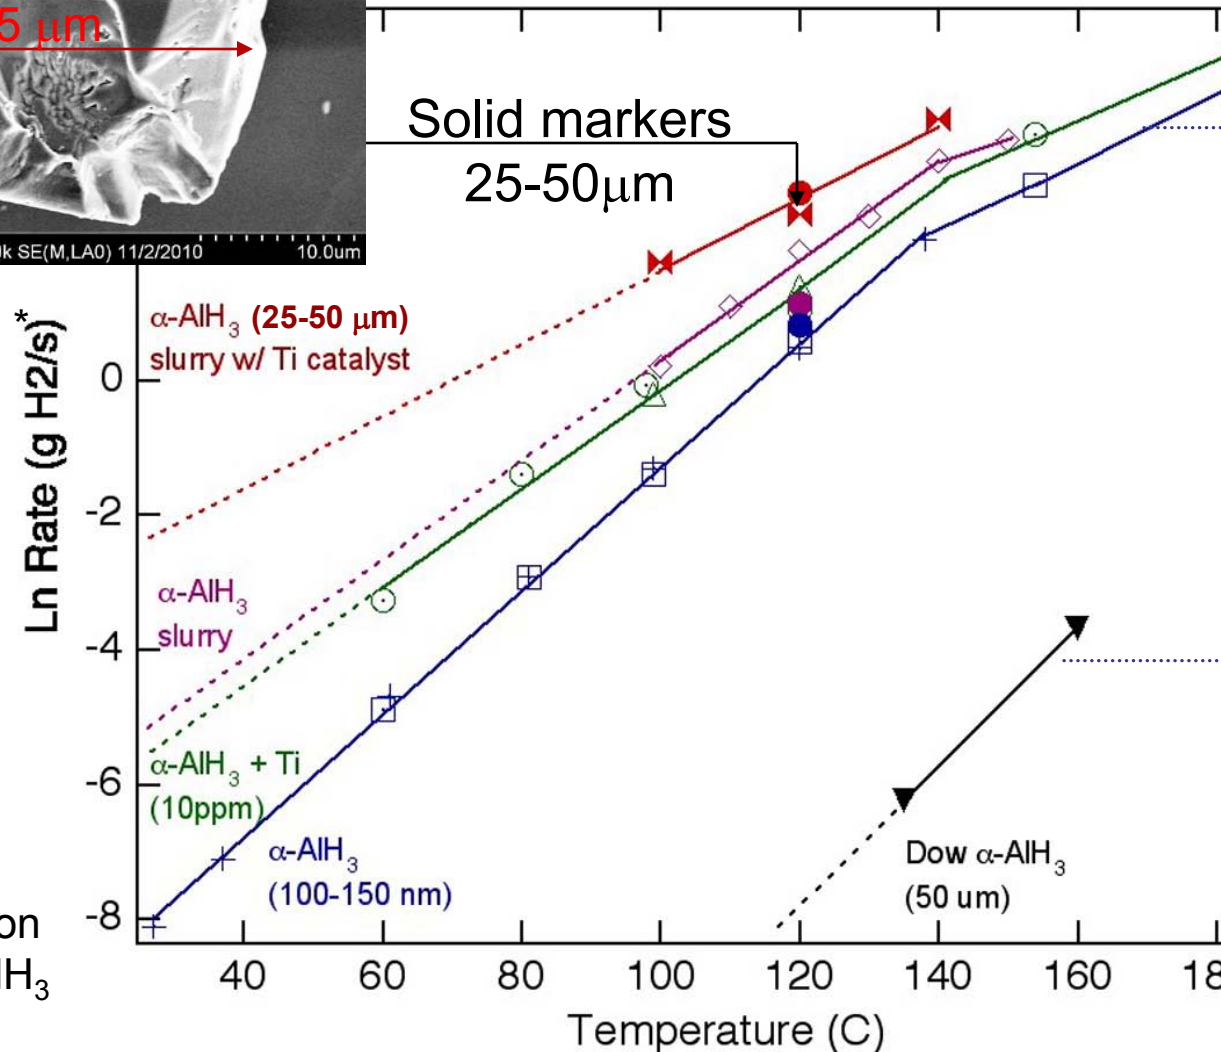 5 μm
SE(M,LA0) 11/2/2010 10.0um
Solid markers
25-50μm
α-AlH3 (25-50 μm)
slurry w/ Ti catalyst
*
Ln Rate (g H2/s)
0
-2
-4
-6
-8
α-AlH3
slurry
α-AlH3 + Ti
(10ppm)
α-AlH3
(100-150 nm)
Dow α-AlH3
(50 um)
on
lH3
40 60 80 100 120 140 160 18
Temperature (C)